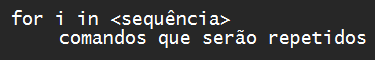 for i in <sequência>
    comandos que serão repetidos